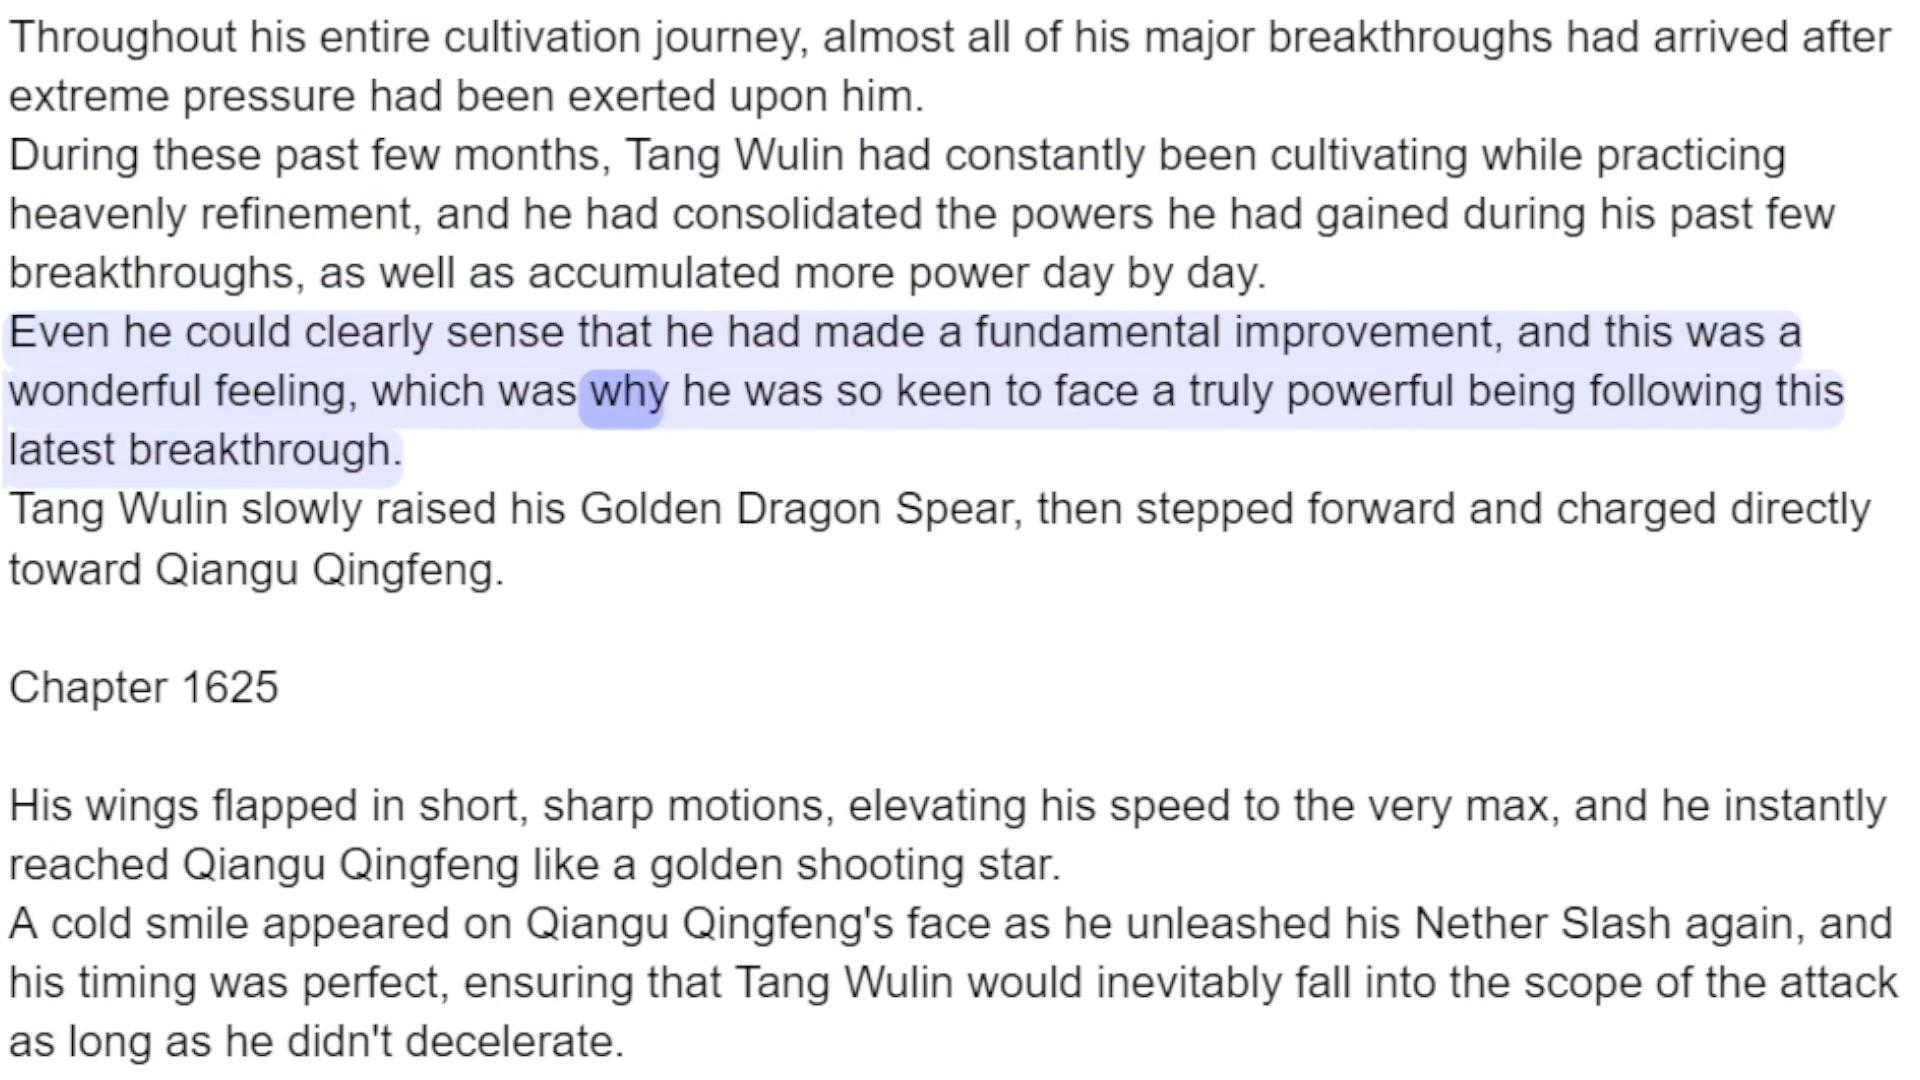 Throughout his entire cultivation journey, almost all of his major breakthroughs had arrived after
extreme pressure had been exerted upon him.
During these past few months, Tang Wulin had constantly been cultivating while practicing
heavenly refinement, and he had consolidated the powers he had gained during his past few
breakthroughs, as well as accumulated more power day by day.
Even he could clearly sense that he had made a fundamental improvement, and this was a
wonderful feeling, which was why he was so keen to face a truly powerful being following this
latest breakthrough.
Tang Wulin slowly raised his Golden Dragon Spear, then stepped forward and charged directly
toward Qiangu Qingfeng.
Chapter 1625
His wings flapped in short, sharp motions, elevating his speed to the very max, and he instantly
reached Qiangu Qingfeng like a golden shooting star.
A cold smile appeared on Qiangu Qingfeng's face as he unleashed his Nether Slash again, and
his timing was perfect, ensuring that Tang Wulin would inevitably fall into the scope of the attack
as long as he didn't decelerate.